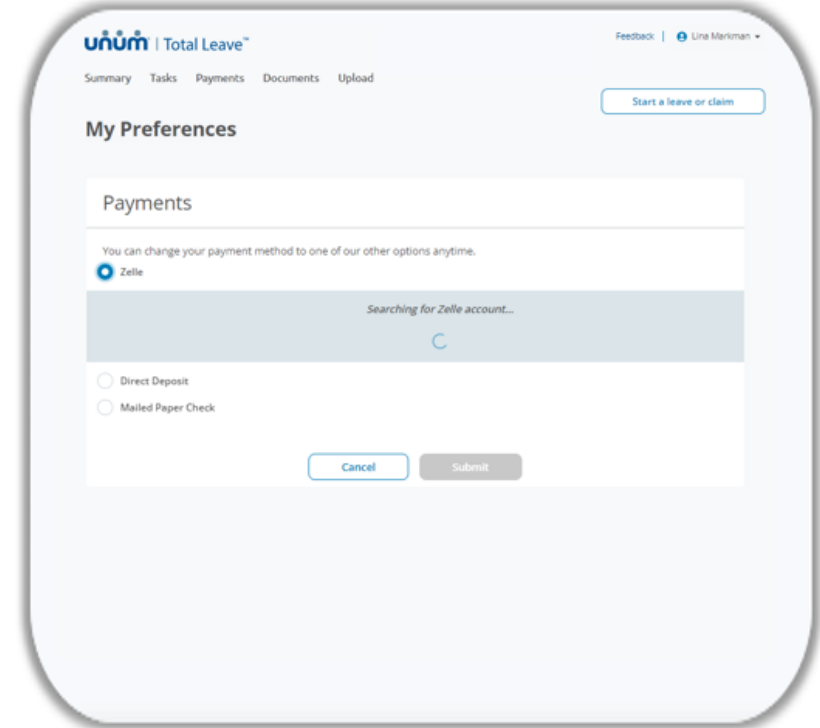 unum | Total Leave™
Feedback | Lina Markman
Summary Tasks Payments Documents Upload
Start a leave or claim
My Preferences
Payments
You can change your payment method to one of our other options anytime.
Zelle
Searching for Zelle account...
Direct Deposit
Mailed Paper Check
Cancel Submit